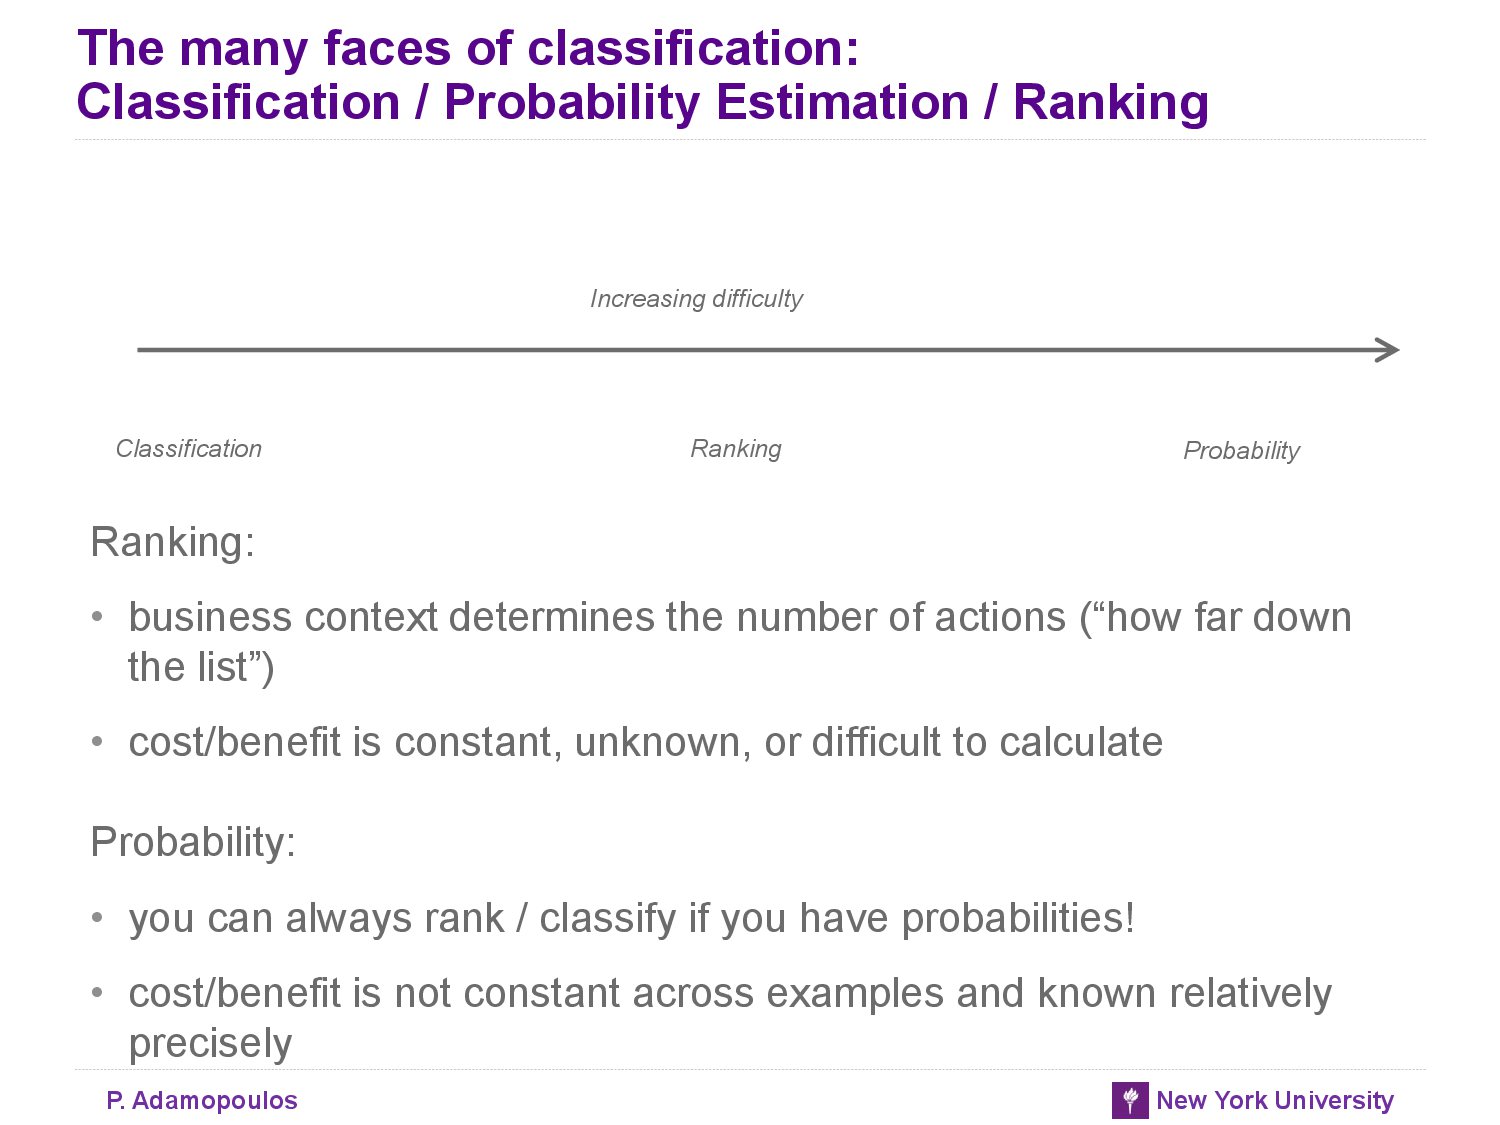 The many faces of classification:
Classification / Probability Estimation / Ranking
Increasing difficulty
Classification
Ranking
Probability
Ranking:
• business context determines the number of actions (“how far down
the list”)
• cost/benefit is constant, unknown, or difficult to calculate
Probability:
• you can always rank / classify if you have probabilities!
• cost/benefit is not constant across examples and known relatively
precisely
P. Adamopoulos
New York University